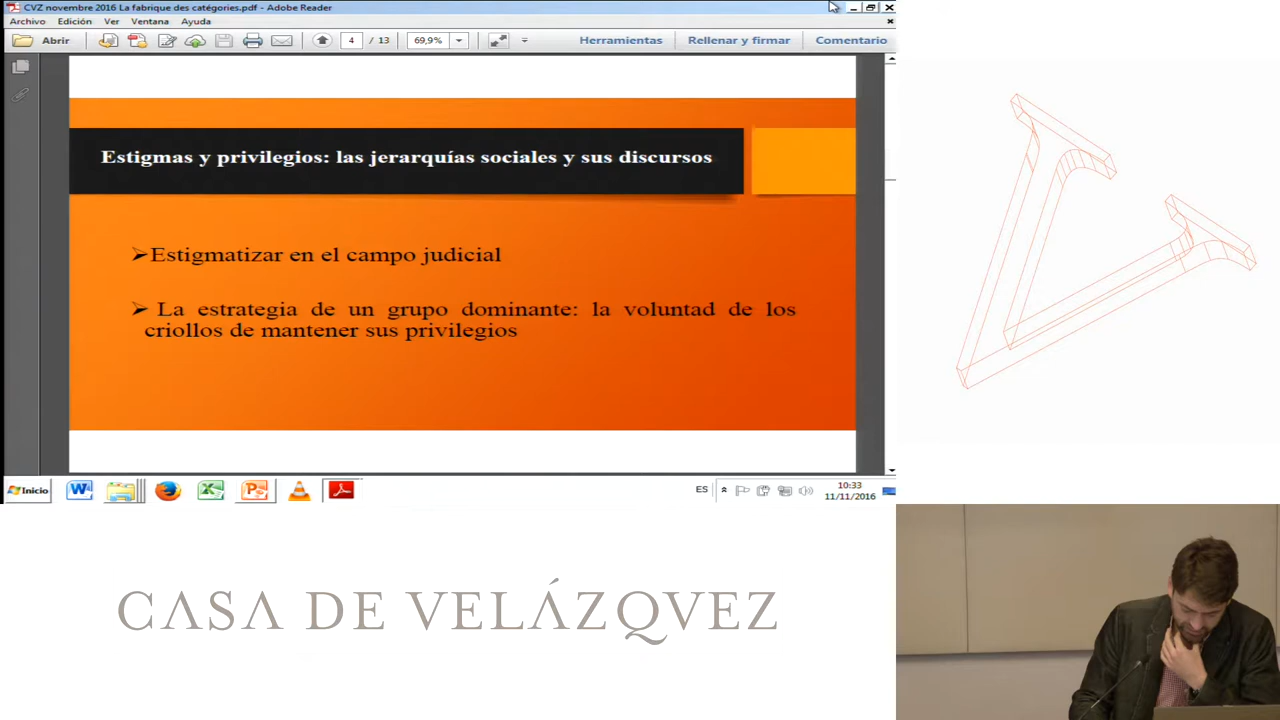 CVZ novembre 2016 La fabrique des catégories.pdf - Adobe Reader
Archivo Edición Ver Ventana Ayuda
Abrir 4 / 13 69,9% Herramientas Rellenar y firmar Comentario
Estigmas y privilegios: las jerarquías sociales y sus discursos
➢Estigmatizar en el campo judicial
➢ La estrategia de un grupo dominante: la voluntad de los
criollos de mantener sus privilegios
Inicio ES 10:33
11/11/2016
CASA DE VELÁZQVEZ